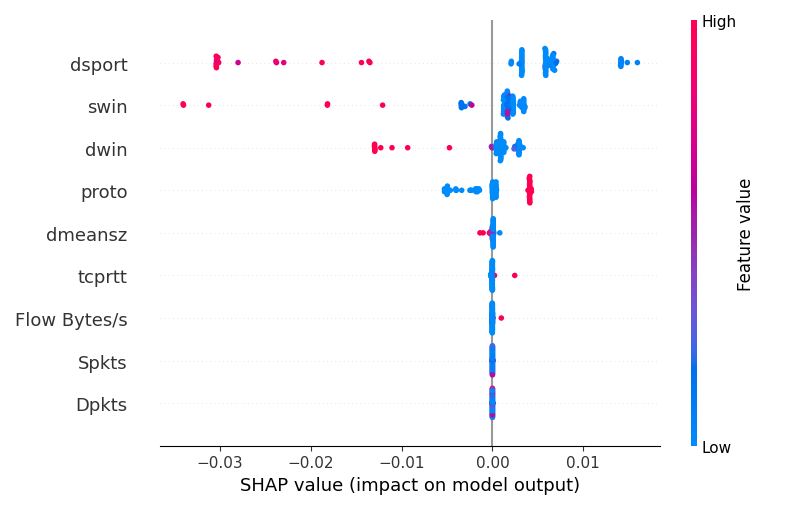 High
dsport
swin
dwin
proto
dmeansz
tcprtt
Flow Bytes/s
Spkts
Dpkts
Feature value
Low
−0.03 −0.02 −0.01 0.00 0.01
SHAP value (impact on model output)